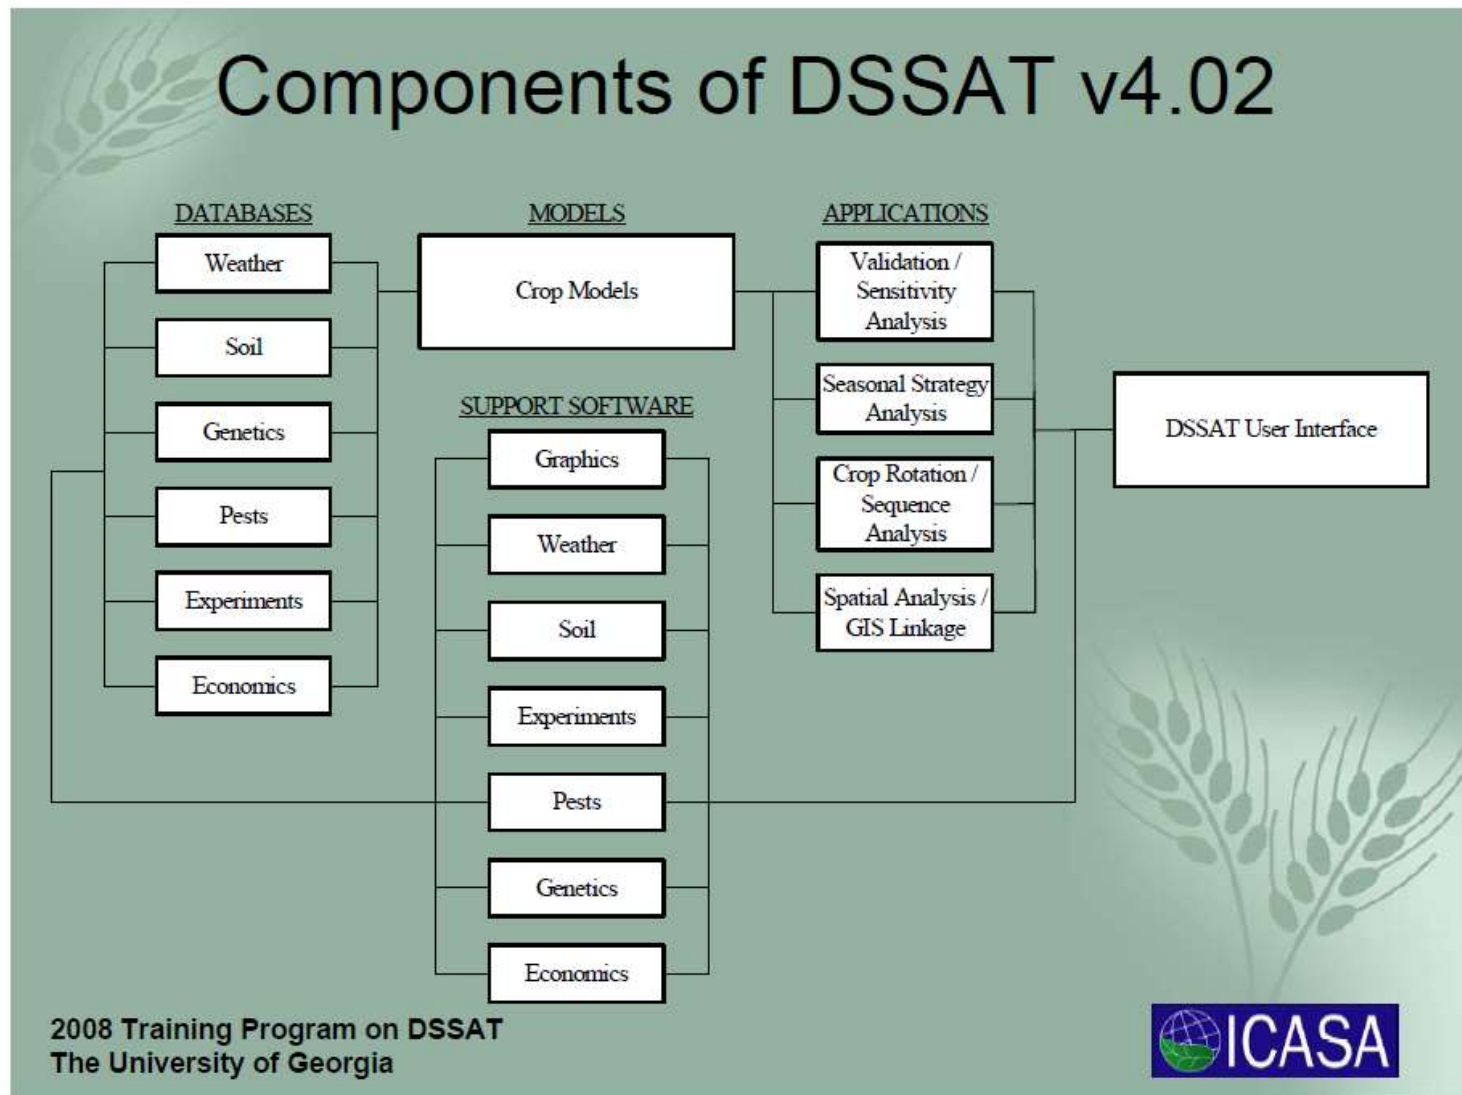 Components of DSSAT v4.02
DATABASES
Weather
Soil
Genetics
Pests
Experiments
Economics
MODELS
Crop Models
SUPPORT SOFTWARE
Graphics
Weather
Soil
Experiments
Pests
Genetics
Economics
APPLICATIONS
Validation /
Sensitivity
Analysis
Seasonal Strategy
Analysis
Crop Rotation /
Sequence
Analysis
Spatial Analysis /
GIS Linkage
DSSAT User Interface
2008 Training Program on DSSAT
The University of Georgia
ICASA